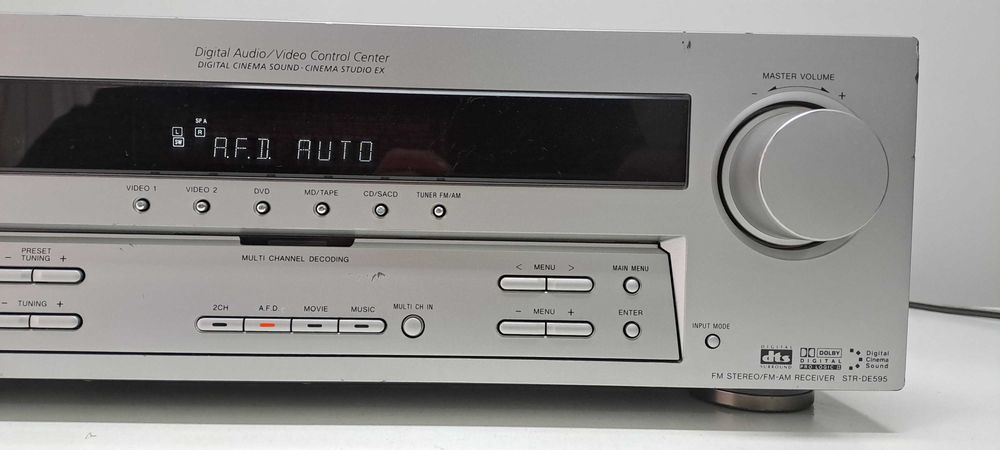 Digital Audio/Video Control Center
DIGITAL CINEMA SOUND - CINEMA STUDIO EX
MASTER VOLUME
- +
SP A
L R
SW
A.F.D. AUTO
VIDEO 1 VIDEO 2 DVD MD/TAPE CD/SACD TUNER FM/AM
MULTI CHANNEL DECODING
PRESET
- TUNING +
< MENU > MAIN MENU
- TUNING +
2CH A.F.D. MOVIE MUSIC MULTI CH IN
- MENU + ENTER
INPUT MODE
DIGITAL
dts
SURROUND
DOLBY
DIGITAL
PRO LOGIC II
Digital
Cinema
Sound
FM STEREO/FM-AM RECEIVER STR-DE595